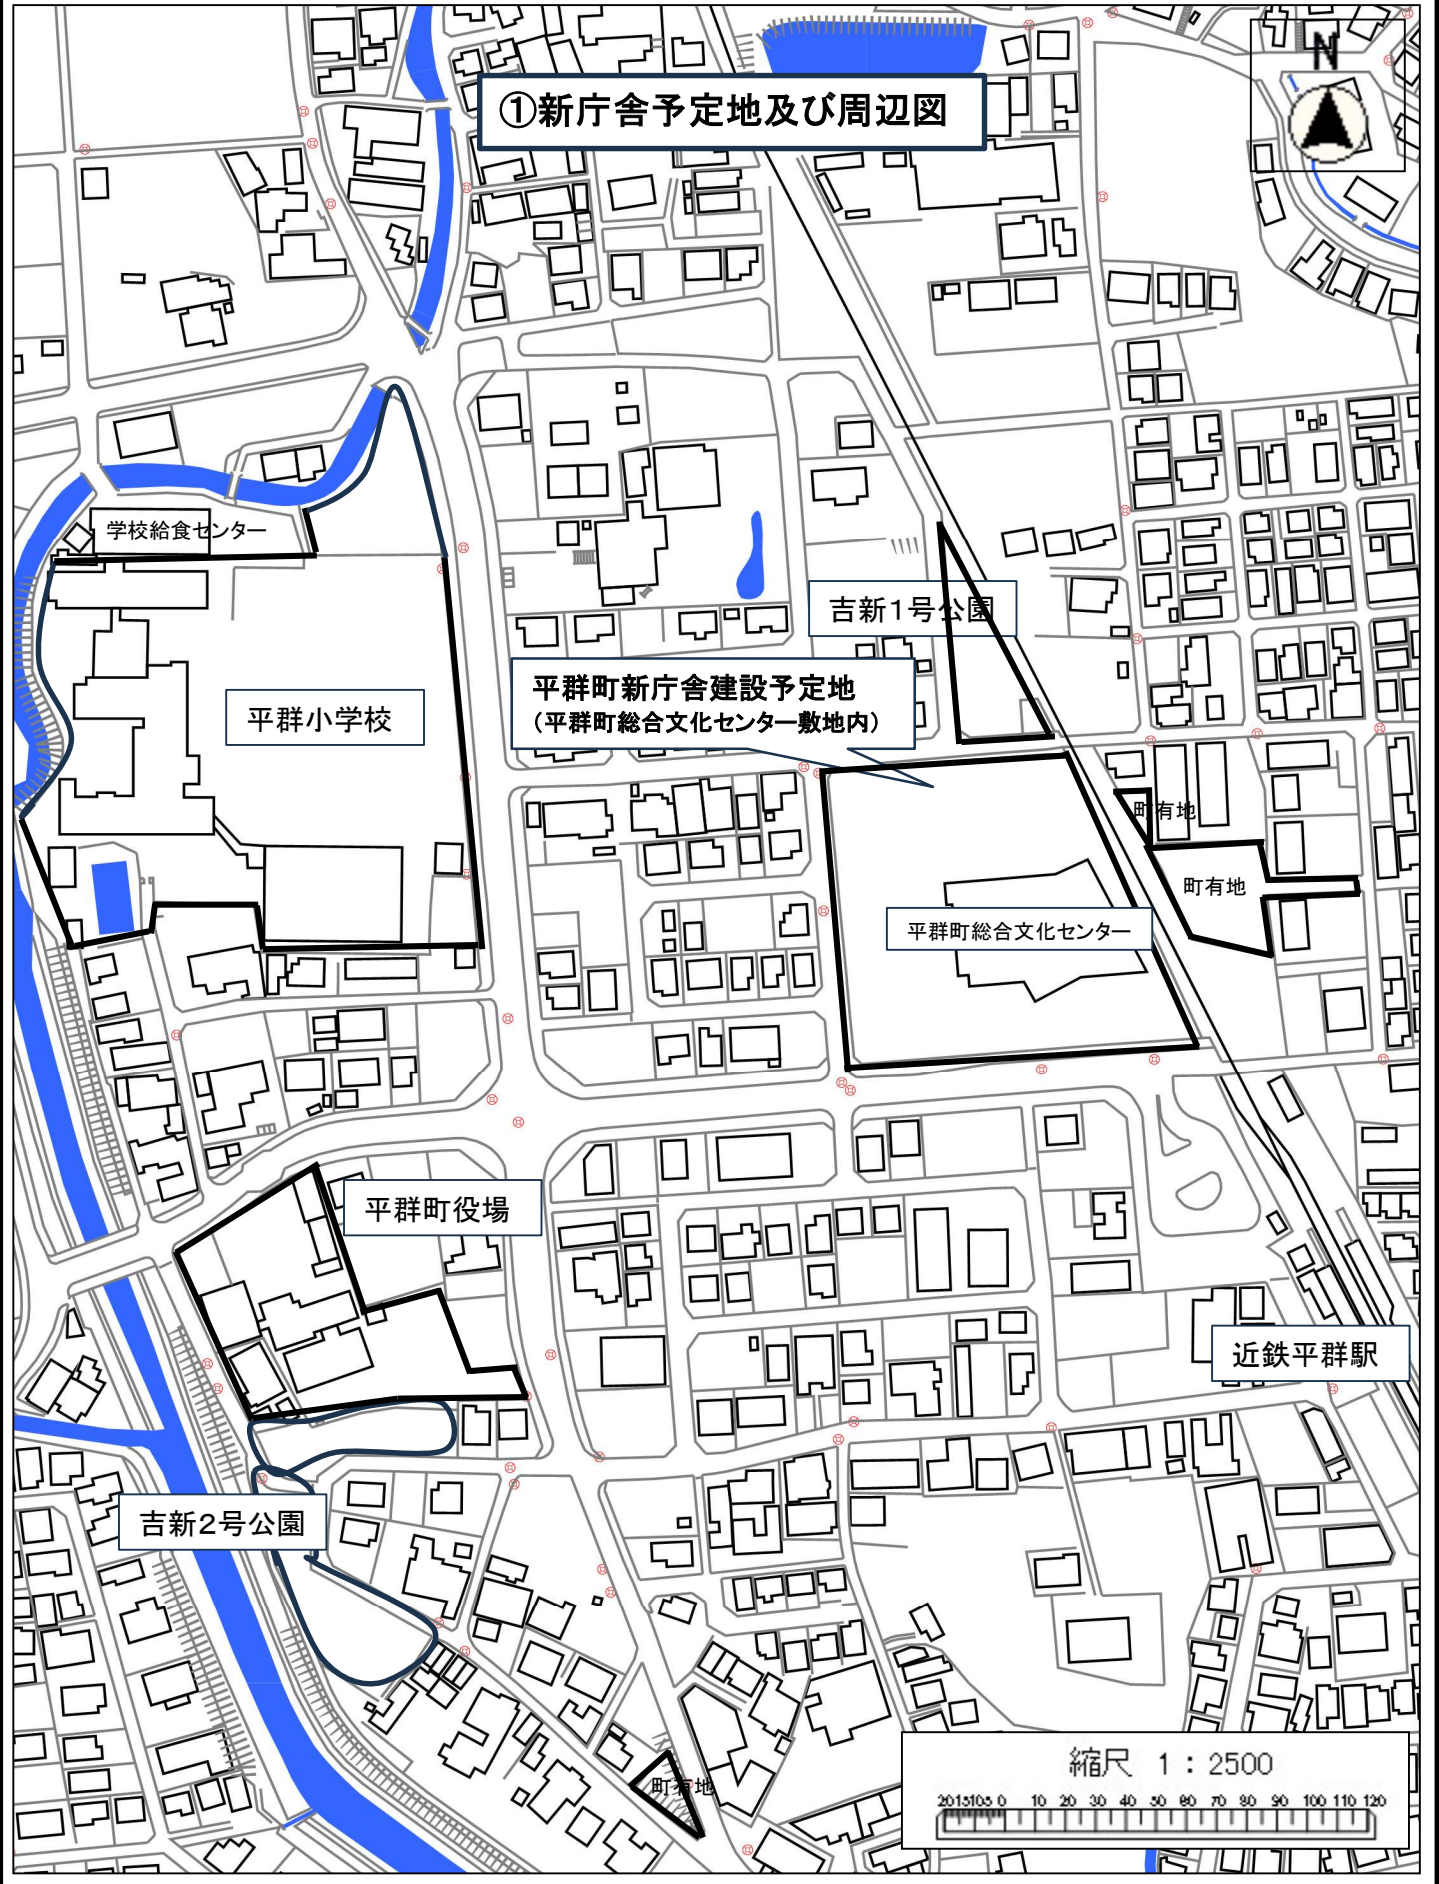 ①新庁舎予定地及び周辺図
N
学校給食センター
吉新1号公園
平群町新庁舎建設予定地
（平群町総合文化センター敷地内）
平群小学校
町有地
町有地
平群町総合文化センター
平群町役場
近鉄平群駅
吉新2号公園
町有地
縮尺 1：2500
20 15 10 5 0 10 20 30 40 50 60 70 80 90 100 110 120